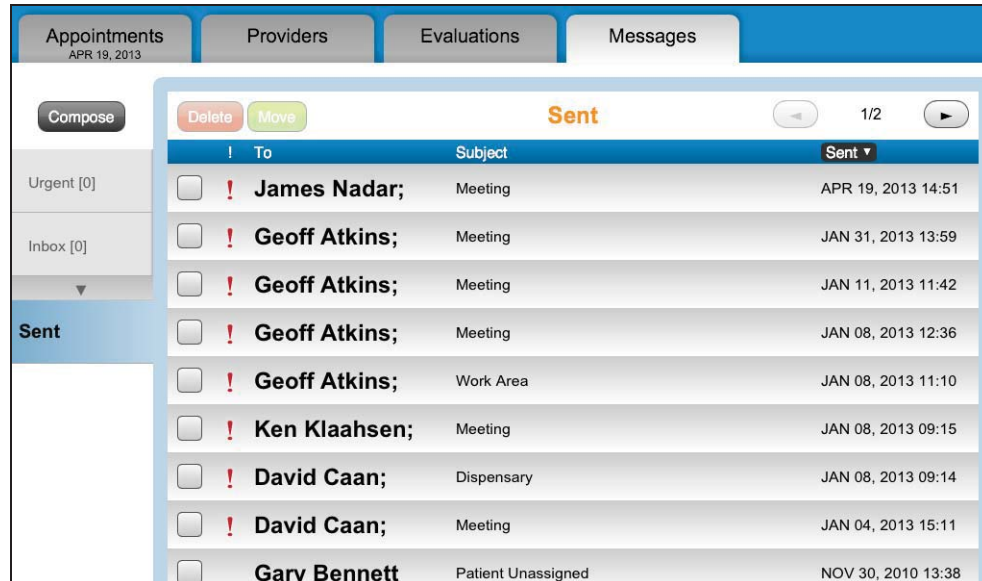 Appointments Providers Evaluations Messages
APR 19, 2013
Compose Delete Move Sent 1/2
! To Subject Sent
Urgent [0]
Inbox [0]
Sent
! James Nadar; Meeting APR 19, 2013 14:51
! Geoff Atkins; Meeting JAN 31, 2013 13:59
! Geoff Atkins; Meeting JAN 11, 2013 11:42
! Geoff Atkins; Meeting JAN 08, 2013 12:36
! Geoff Atkins; Work Area JAN 08, 2013 11:10
! Ken Klaahsen; Meeting JAN 08, 2013 09:15
! David Caan; Dispensary JAN 08, 2013 09:14
! David Caan; Meeting JAN 04, 2013 15:11
Gary Bennett Patient Unassigned NOV 30, 2010 13:38